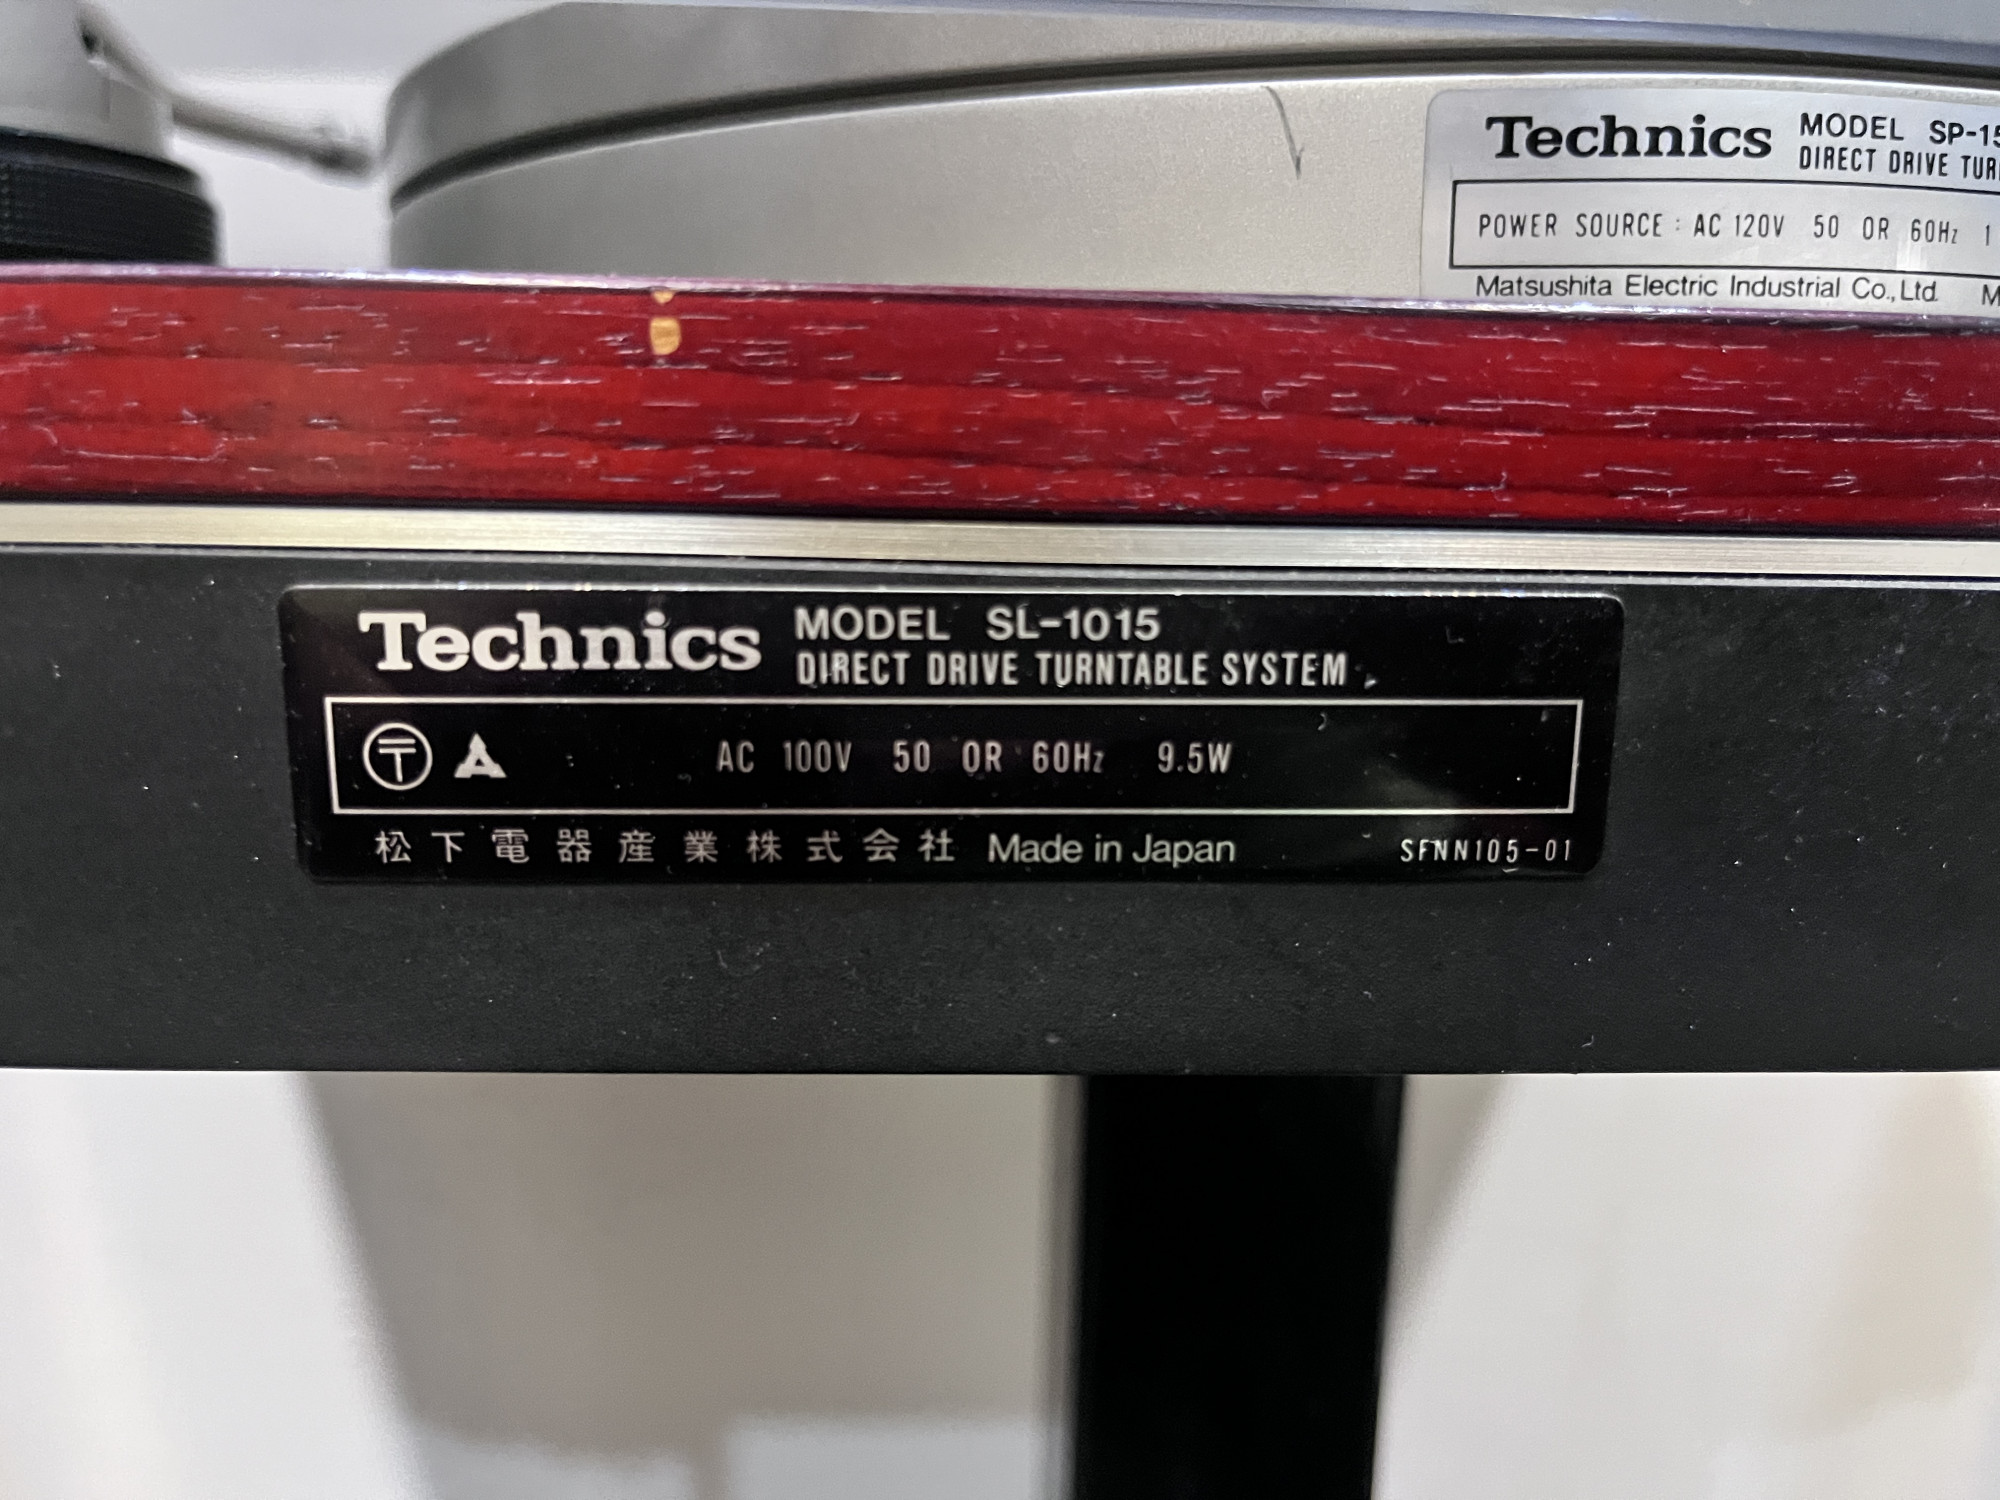 Technics MODEL SP-15
DIRECT DRIVE
POWER SOURCE : AC 120V 50 OR 60Hz
Matsushita Electric Industrial Co., Ltd.
Technics MODEL SL-1015
DIRECT DRIVE TURNTABLE SYSTEM
〒 A AC 100V 50 OR 60Hz 9.5W
松下電器産業株式会社 Made in Japan SFNN105-01